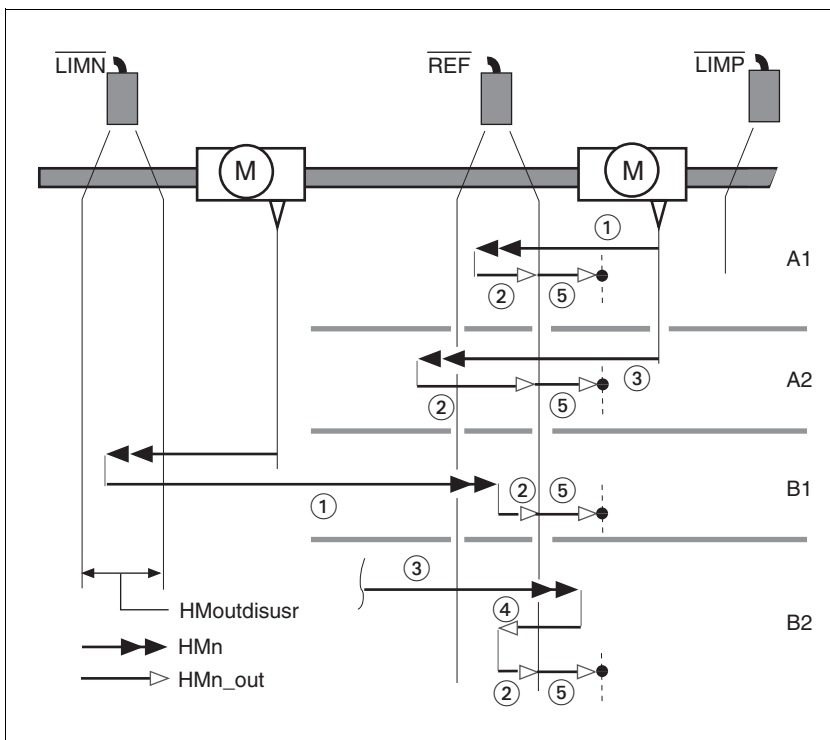 LIMN REF LIMP
M M
1
A1
2 5
3
A2
2 5
2 5 B1
1
3
HMoutdisusr 4 B2
HMn
HMn_out
2 5